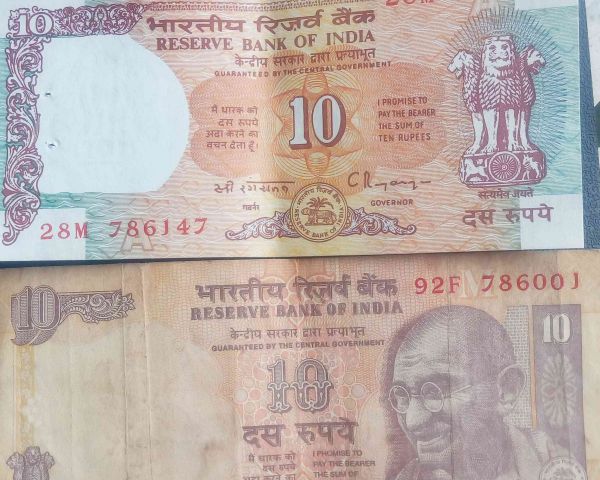 10
भारतीय रिज़र्व बैंक
RESERVE BANK OF INDIA
केन्द्रीय सरकार द्वारा प्रत्याभूत
GUARANTEED BY THE CENTRAL GOVERNMENT
मैं धारक को
दस रुपये
अदा करने का
वचन देता हूँ।
10
I PROMISE TO
PAY THE BEARER
THE SUM OF
TEN RUPEES
गवर्नर
GOVERNOR
सत्यमेव जयते
दस रुपये
28M 786147
A
10
भारतीय रिज़र्व बैंक
RESERVE BANK OF INDIA
92F 78600J
केन्द्रीय सरकार द्वारा प्रत्याभूत
GUARANTEED BY THE CENTRAL GOVERNMENT
10
10
दस रुपये
मैं धारक को
दस रुपये
अदा करने का
I PROMISE TO
PAY THE BEARER
THE SUM OF